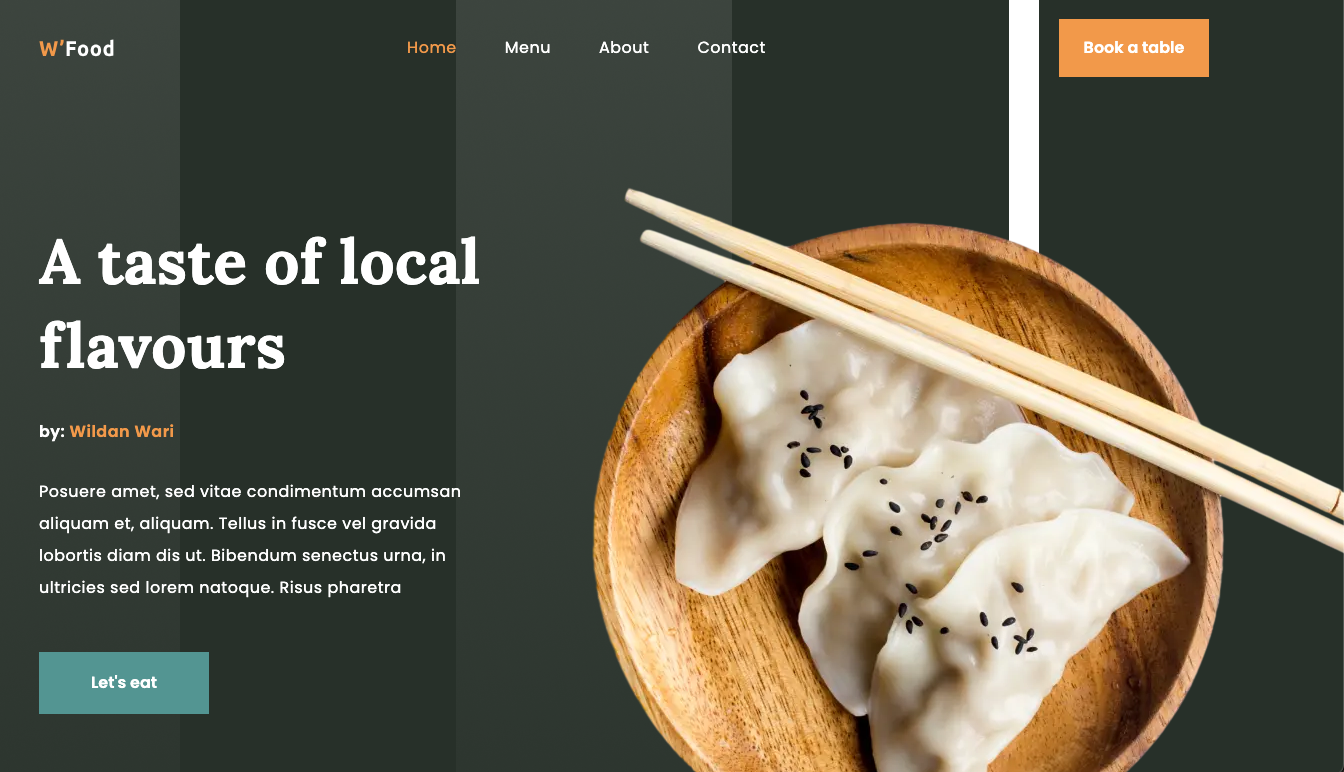 W'Food
Home
Menu
About
Contact
Book a table
A taste of local
flavours
by: Wildan Wari
Posuere amet, sed vitae condimentum accumsan
aliquam et, aliquam. Tellus in fusce vel gravida
lobortis diam dis ut. Bibendum senectus urna, in
ultricies sed lorem natoque. Risus pharetra
Let's eat